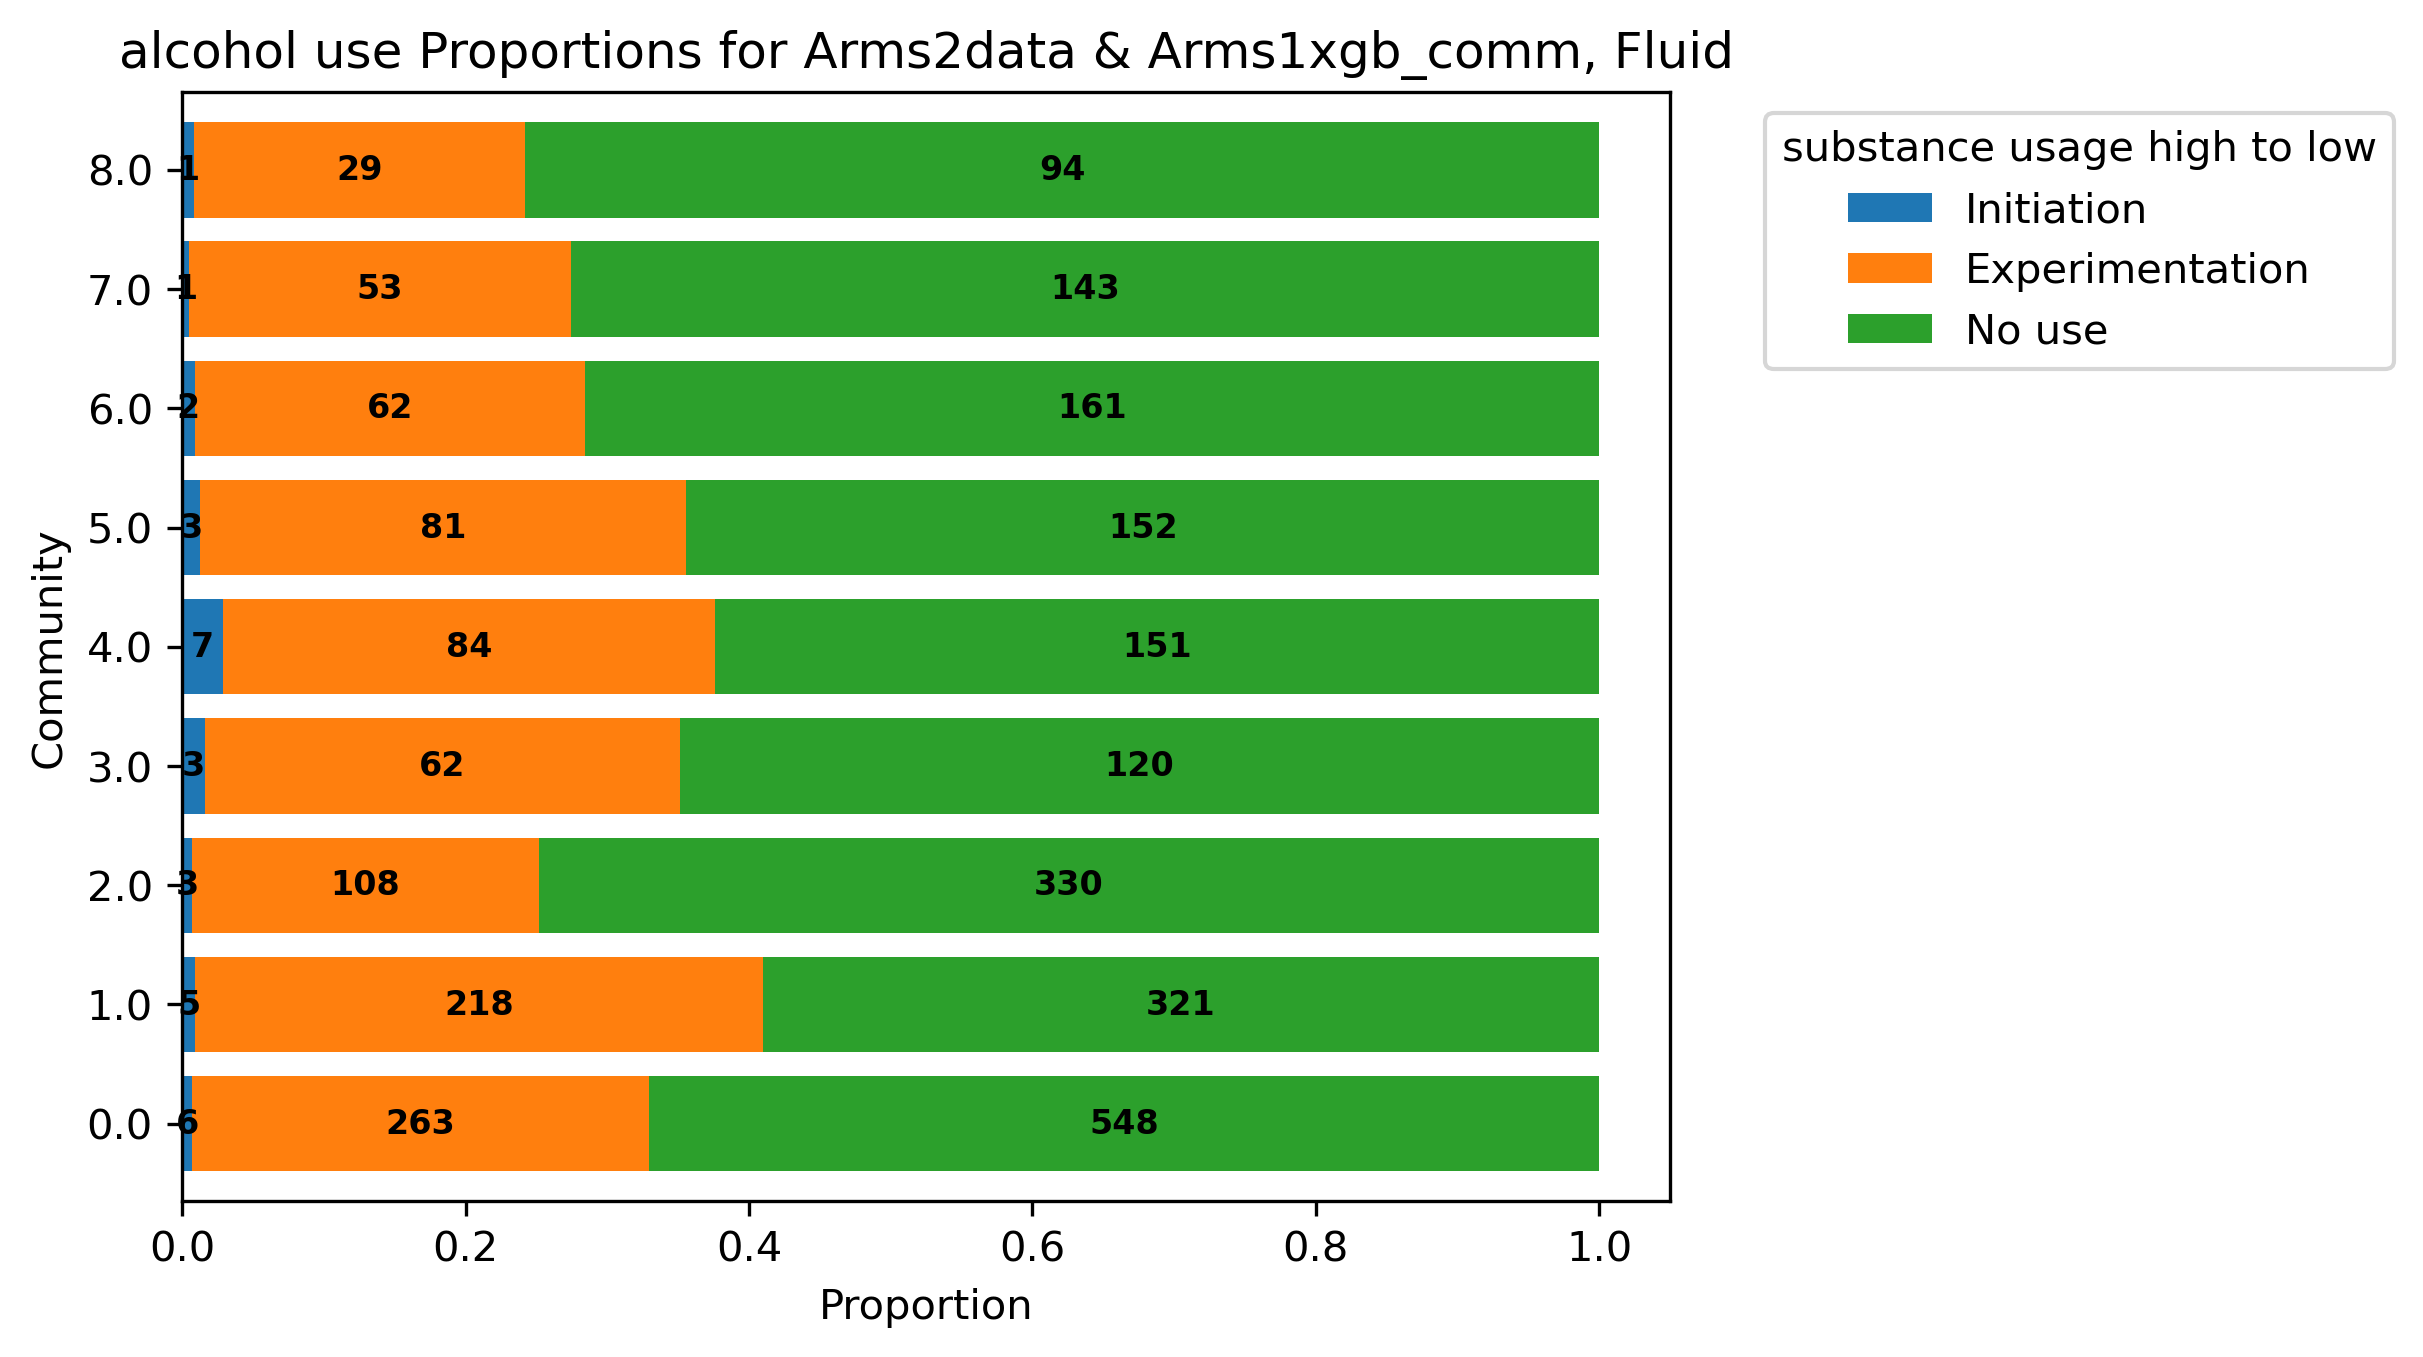 alcohol use Proportions for Arms2data & Arms1xgb_comm, Fluid
substance usage high to low
Initiation
Experimentation
No use
Community
8.0 1 29 94
7.0 1 53 143
6.0 2 62 161
5.0 3 81 152
4.0 7 84 151
3.0 3 62 120
2.0 3 108 330
1.0 5 218 321
0.0 6 263 548
0.0 0.2 0.4 0.6 0.8 1.0
Proportion